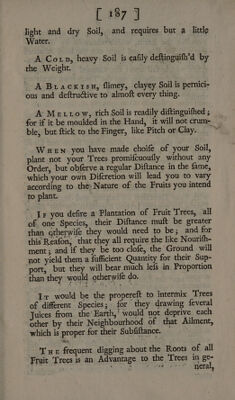 [ 187 ]
light and dry Soil, and requires but a little
Water.
A COLD, heavy Soil is easily destinguish'd by
the Weight.
A BLACKISH, slimey, clayey Soil is pernici-
ous and destructive to almost every thing.
A MELLOW, rich Soil is readily distinguished;
for if it be moulded in the Hand, it will not crum-
ble, but stick to the Finger, like Pitch or Clay.
WHEN you have made choise of your Soil,
plant not your Trees promiscuously without any
Order, but observe a regular Distance in the same,
which your own Discretion will lead you to vary
according to the Nature of the Fruits you intend
to plant.
IF you desire a Plantation of Fruit Trees, all
of one Species, their Distance must be greater
than otherwise they would need to be; and for
this Reason, that they all require the like Nourish-
ment; and if they be too close, the Ground will
not yield them a sufficient Quantity for their Sup-
port, but they will bear much less in Proportion
than they would otherwise do.
IT would be the properest to intermix Trees
of different Species; for they drawing several
Juices from the Earth, would not deprive each
other by their Neighbourhood of that Ailment,
which is proper for their Subsistance.
THE frequent digging about the Roots of all
Fruit Trees is an Advantage to the Trees in ge-
neral,